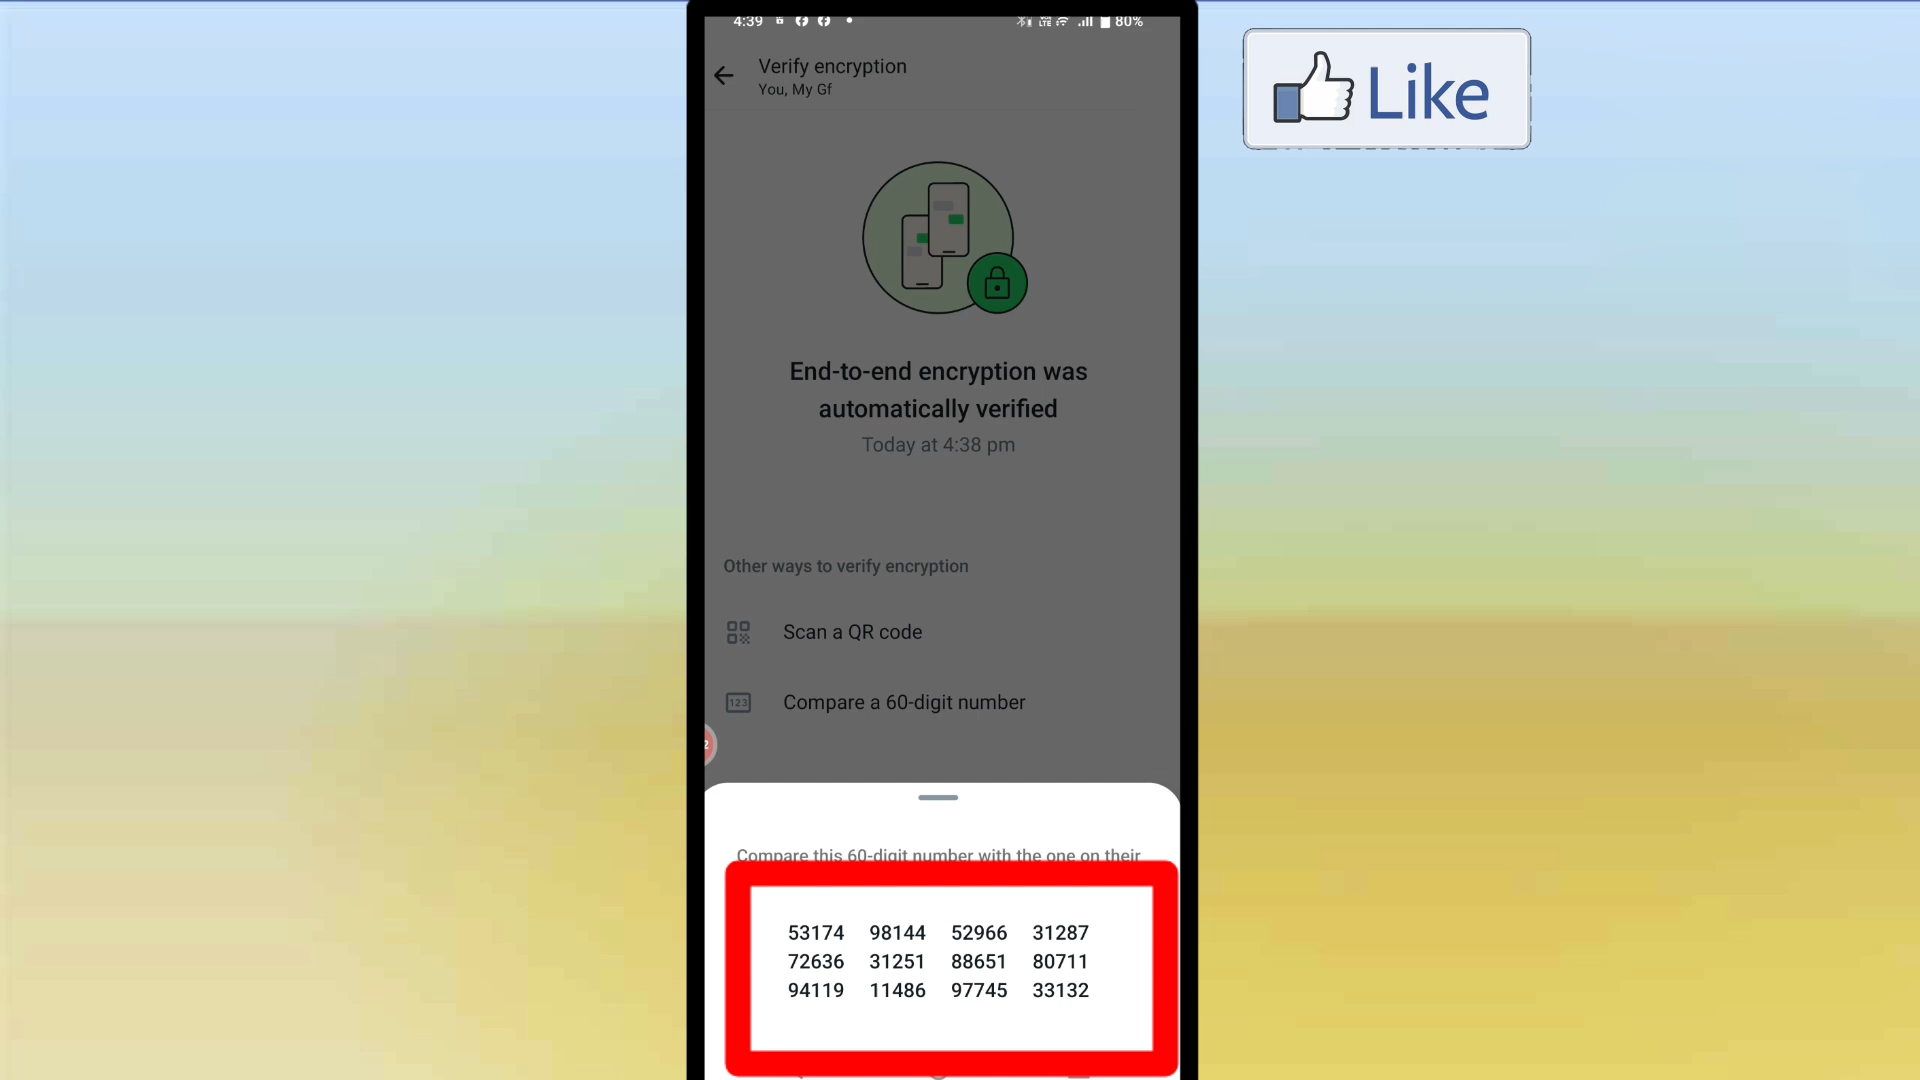 4:39
80%
Verify encryption
You, My Gf
Like
End-to-end encryption was
automatically verified
Today at 4:38 pm
Other ways to verify encryption
Scan a QR code
123
Compare a 60-digit number
2
Compare this 60-digit number with the one on their
53174 98144 52966 31287
72636 31251 88651 80711
94119 11486 97745 33132